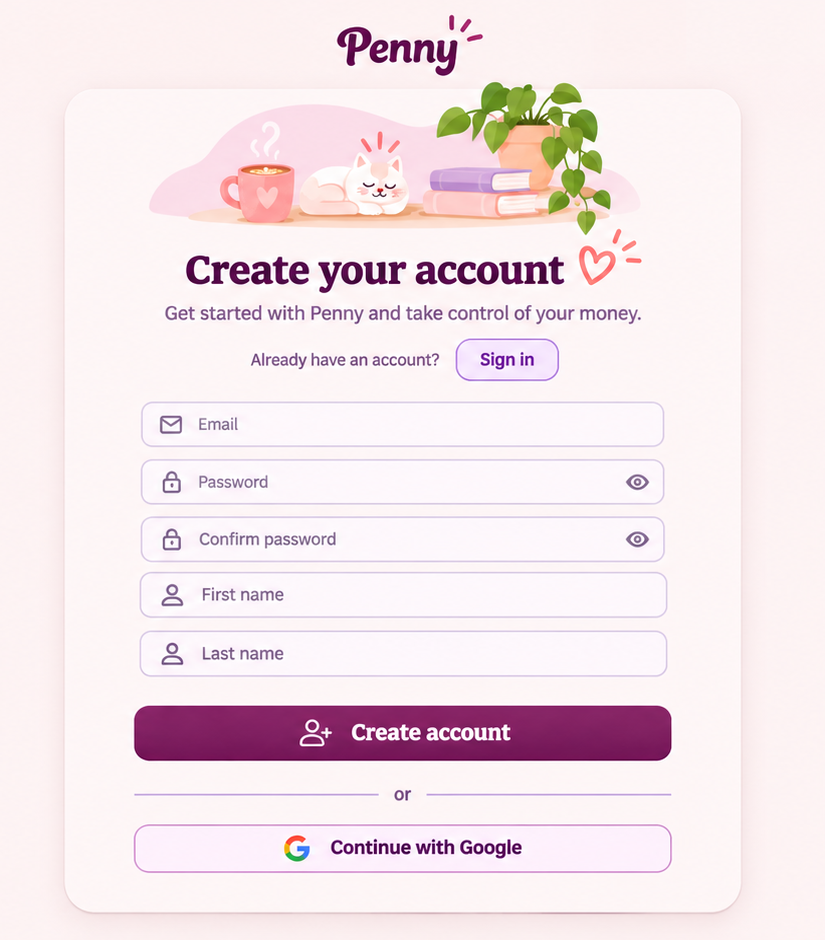 Penny
Create your account
Get started with Penny and take control of your money.
Already have an account? Sign in
Email
Password
Confirm password
First name
Last name
Create account
or
Continue with Google